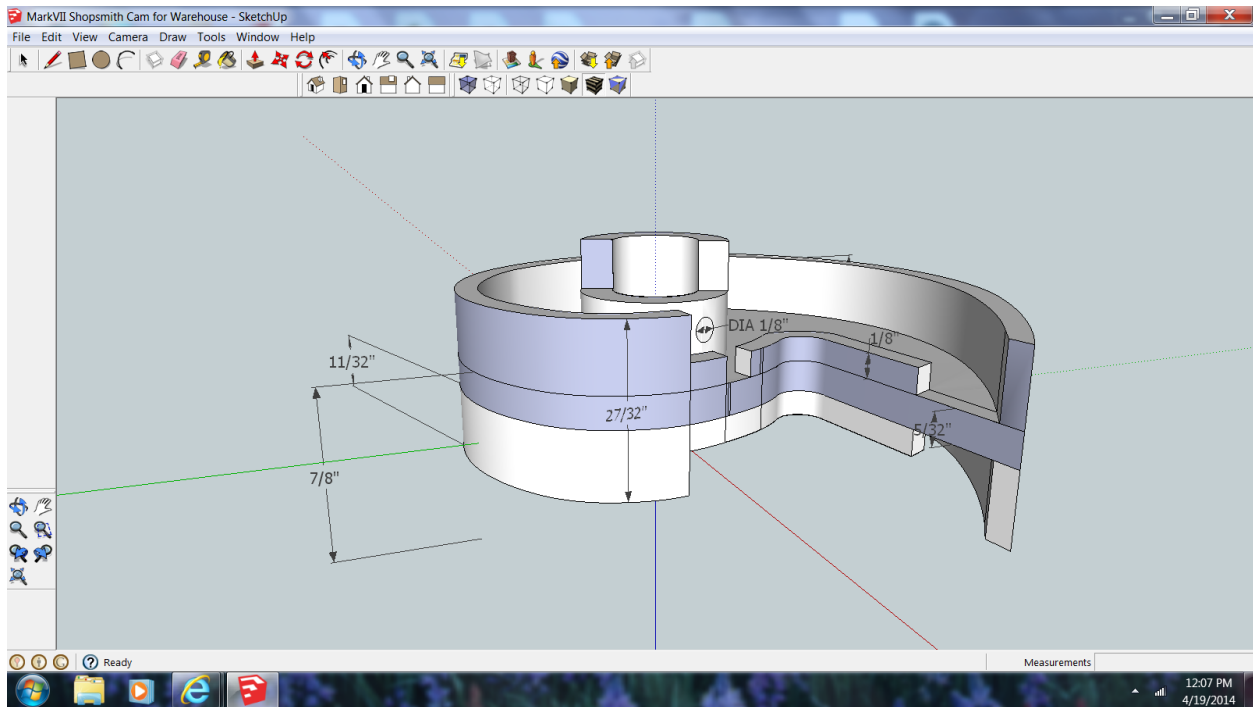 MarkVII Shopsmith Cam for Warehouse - SketchUp
File Edit View Camera Draw Tools Window Help
DIA 1/8"
1/8"
11/32"
27/32"
5/32"
7/8"
Ready
Measurements
12:07 PM
4/19/2014